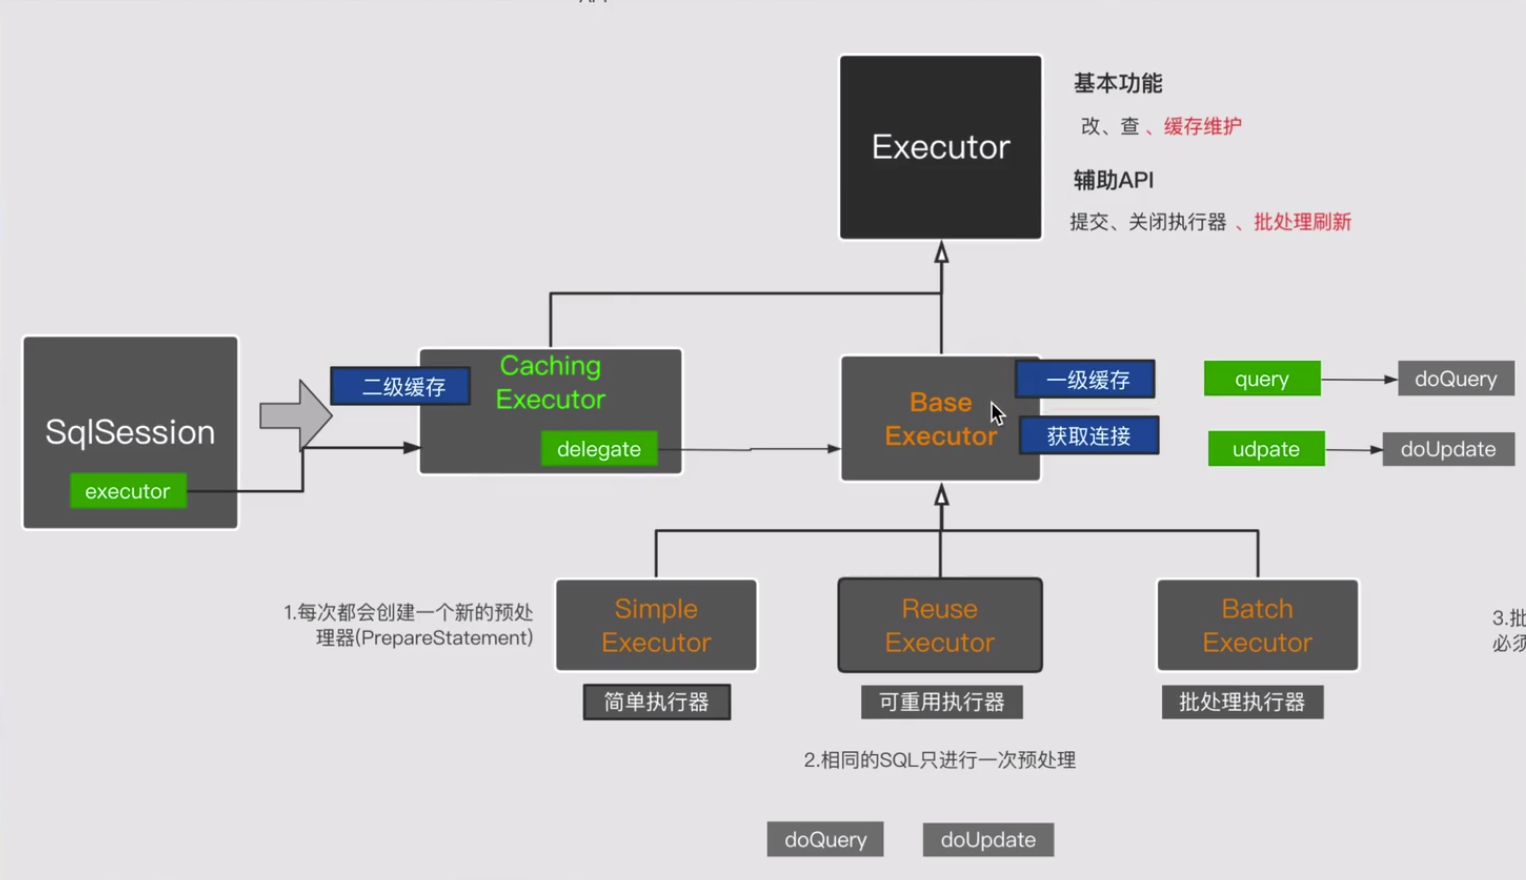 Executor
基本功能
改、查、缓存维护
辅助API
提交、关闭执行器、批处理刷新
SqlSession
executor
二级缓存
Caching
Executor
delegate
Base
Executor
一级缓存
获取连接
query
doQuery
udpate
doUpdate
1.每次都会创建一个新的预处
理器(PrepareStatement)
Simple
Executor
简单执行器
Reuse
Executor
可重用执行器
Batch
Executor
批处理执行器
3.批
必须
2.相同的SQL只进行一次预处理
doQuery
doUpdate